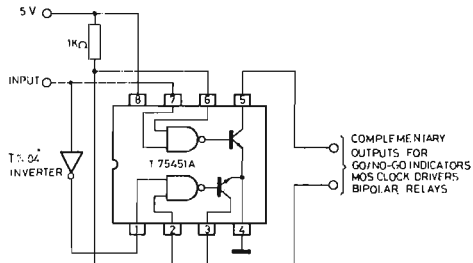 5 V
1KΩ
INPUT
8 7 6 5
INVERTER
75451A
1 2 3 4
COMPLEMENTARY
OUTPUTS FOR
GO/NO-GO INDICATORS
MOS CLOCK DRIVERS
BIPOLAR RELAYS